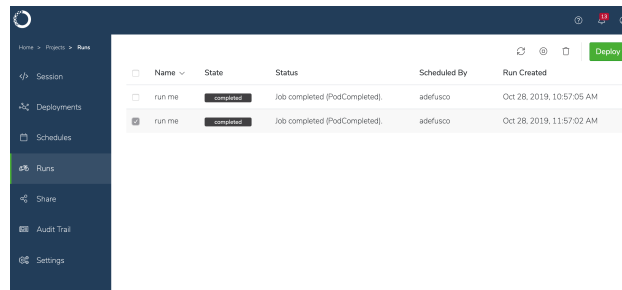 13
Home > Projects > Runs
Deploy
Session
Name State Status Scheduled By Run Created
run me completed Job completed (PodCompleted). adefusco Oct 28, 2019, 10:57:05 AM
Deployments
run me completed Job completed (PodCompleted). adefusco Oct 28, 2019, 11:57:02 AM
Schedules
Runs
Share
Audit Trail
Settings